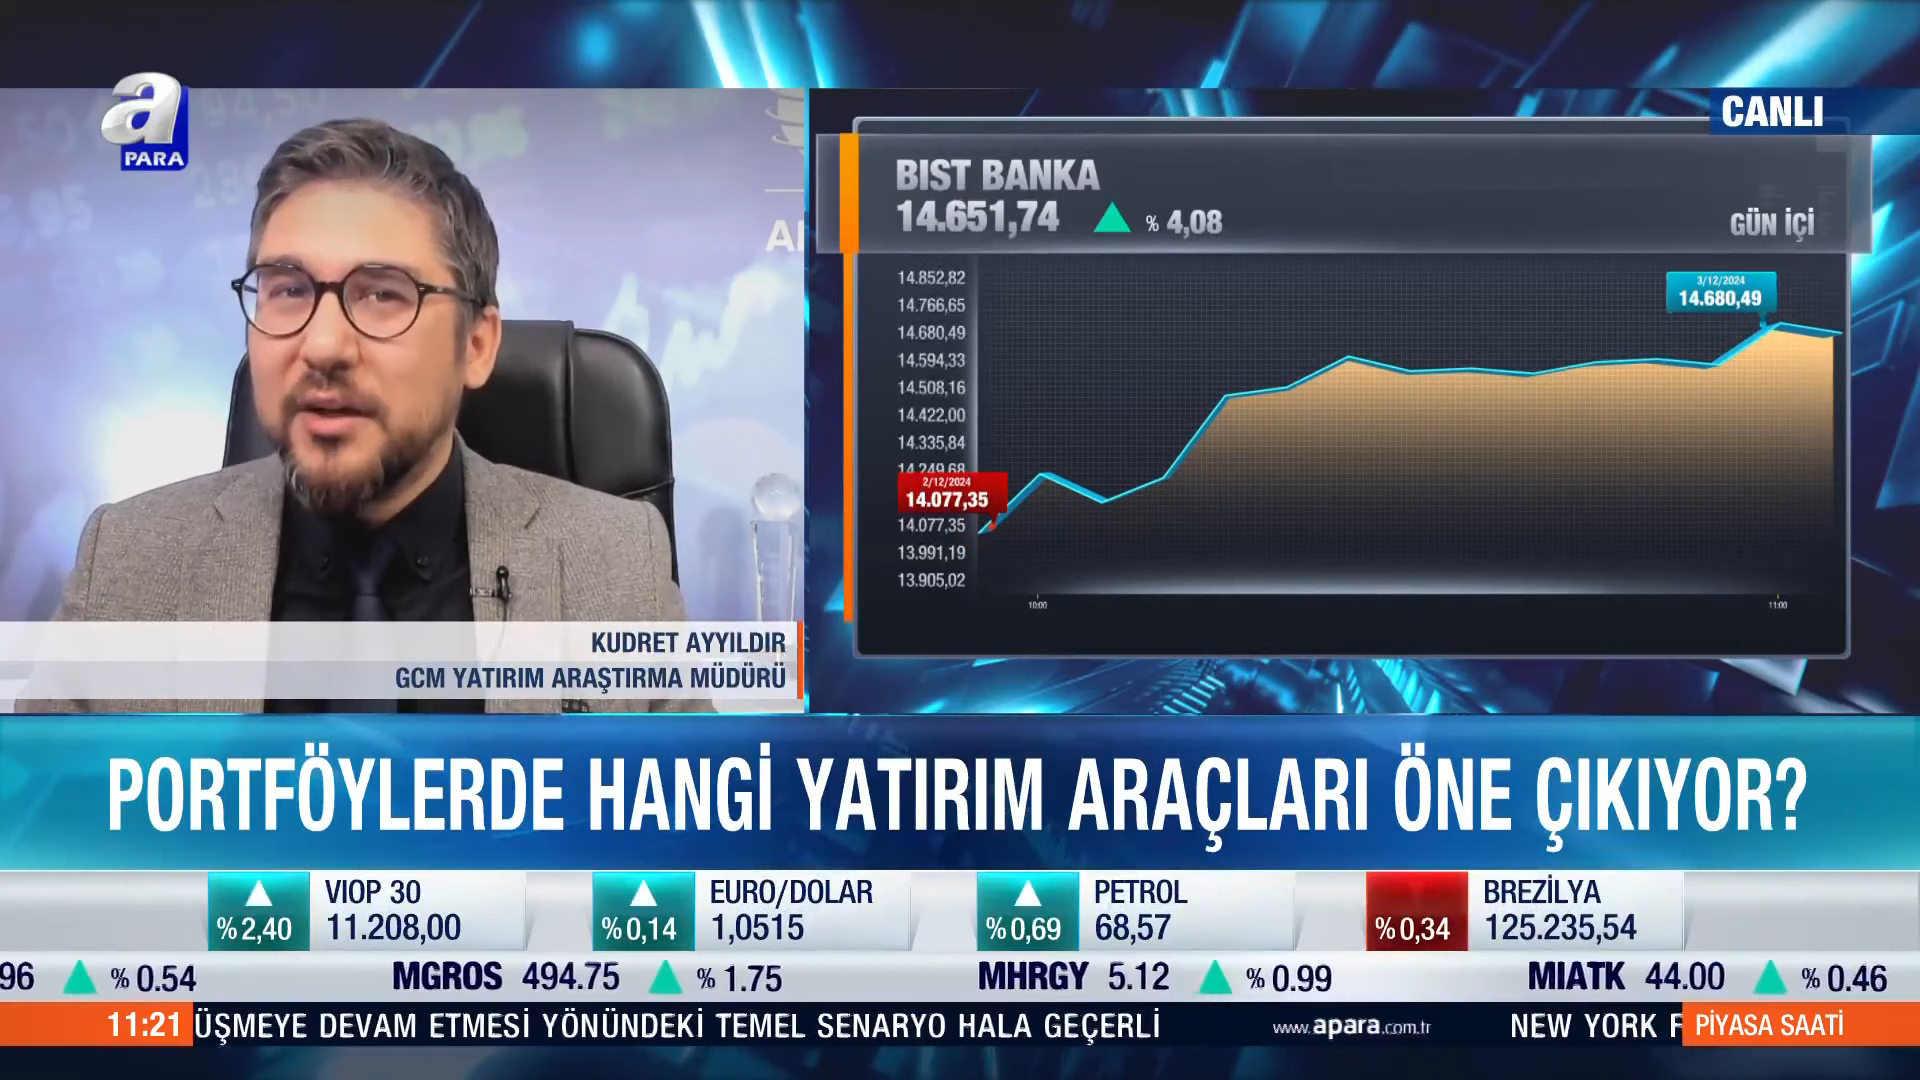 a
PARA
CANLI
BIST BANKA
14.651,74 % 4,08
GÜN İÇİ
14.852,82
14.766,65
14.680,49
14.594,33
14.508,16
14.422,00
14.335,84
14.249,68
14.077,35
13.991,19
13.905,02
2/12/2024
14.077,35
3/12/2024
14.680,49
10:00
11:00
KUDRET AYYILDIR
GCM YATIRIM ARAŞTIRMA MÜDÜRÜ
PORTFÖYLERDE HANGİ YATIRIM ARAÇLARI ÖNE ÇIKIYOR?
%2,40 VIOP 30 11.208,00
%0,14 EURO/DOLAR 1,0515
%0,69 PETROL 68,57
%0,34 BREZİLYA 125.235,54
96 % 0.54 MGROS 494.75 % 1.75 MHRGY 5.12 % 0.99 MIATK 44.00 % 0.46
11:21 ÜŞMEYE DEVAM ETMESİ YÖNÜNDEKİ TEMEL SENARYO HALA GEÇERLİ www.apara.com.tr NEW YORK F PİYASA SAATİ